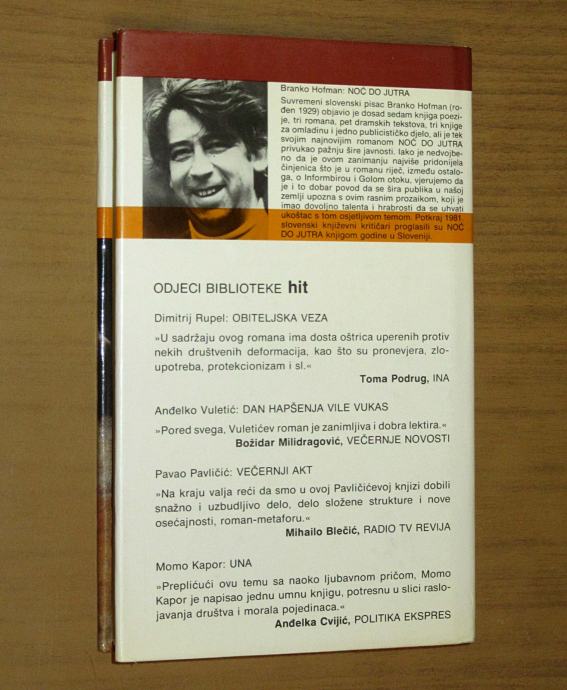 Branko Hofman: NOĆ DO JUTRA
Suvremeni slovenski pisac Branko Hofman (ro-
đen 1929) objavio je dosad sedam knjiga poezi-
je, tri romana, pet dramskih tekstova, tri knjige
za omladinu i jedno publicističko djelo, ali je tek
svojim najnovijim romanom NOĆ DO JUTRA
privukao pažnju šire javnosti. Iako je nedvojbe-
no da je ovom zanimanju najviše pridonijela
činjenica što je u romanu riječ, između ostalo-
ga, o Informbirou i Golom otoku, vjerujemo da
je i to dobar povod da se šira publika u našoj
zemlji upozna s ovim rasnim prozaikom, koji je
imao dovoljno talenta i hrabrosti da se uhvati
ukoštac s tom osjetljivom temom. Potkraj 1981.
slovenski književni kritičari proglasili su NOĆ
DO JUTRA knjigom godine u Sloveniji.
ODJECI BIBLIOTEKE hit
Dimitrij Rupel: OBITELJSKA VEZA
»U sadržaju ovog romana ima dosta oštrica uperenih protiv
nekih društvenih deformacija, kao što su pronevjera, zlo-
upotreba, protekcionizam i sl.«
Toma Podrug, INA
Anđelko Vuletić: DAN HAPŠENJA VILE VUKAS
»Pored svega, Vuletićev roman je zanimljiva i dobra lektira.«
Božidar Milidragović, VEČERNJE NOVOSTI
Pavao Pavličić: VEČERNJI AKT
»Na kraju valja reći da smo u ovoj Pavličićevoj knjizi dobili
snažno i uzbudljivo delo, delo složene strukture i nove
osećajnosti, roman-metaforu.«
Mihailo Blečić, RADIO TV REVIJA
Momo Kapor: UNA
»Preplićući ovu temu sa naoko ljubavnom pričom, Momo
Kapor je napisao jednu umnu knjigu, potresnu u slici raslo-
javanja društva i morala pojedinaca.«
Anđelka Cvijić, POLITIKA EKSPRES